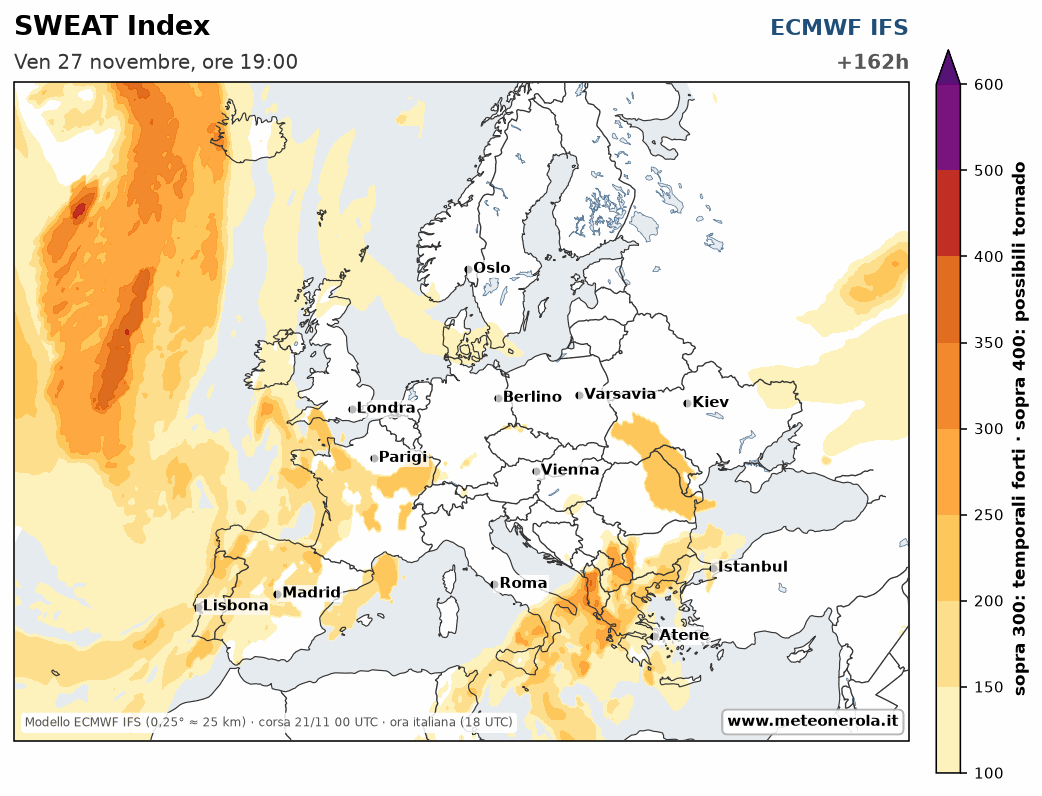 SWEAT Index
ECMWF IFS
Ven 27 novembre, ore 19:00
+162h
Oslo
Londra
Berlino
Varsavia
Kiev
Parigi
Vienna
Istanbul
Roma
Madrid
Lisbona
Atene
Modello ECMWF IFS (0,25° ≈ 25 km) · corsa 21/11 00 UTC · ora italiana (18 UTC)
www.meteonerola.it
600
500
400
350
300
250
200
150
100
sopra 300: temporali forti · sopra 400: possibili tornado